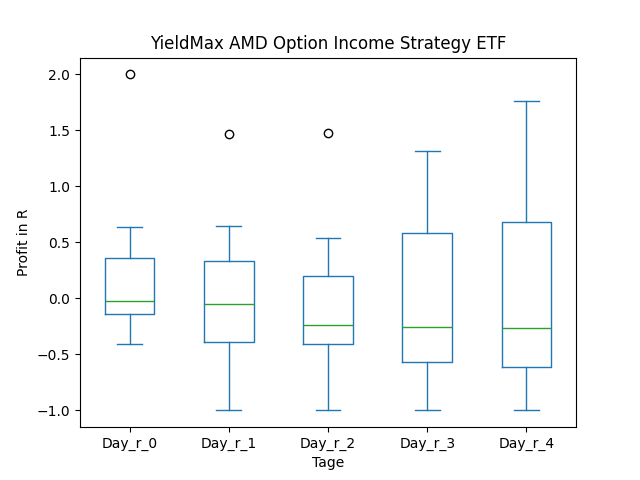 YieldMax AMD Option Income Strategy ETF
2.0
1.5
1.0
0.5
0.0
−0.5
−1.0
Profit in R
Day_r_0 Day_r_1 Day_r_2 Day_r_3 Day_r_4
Tage